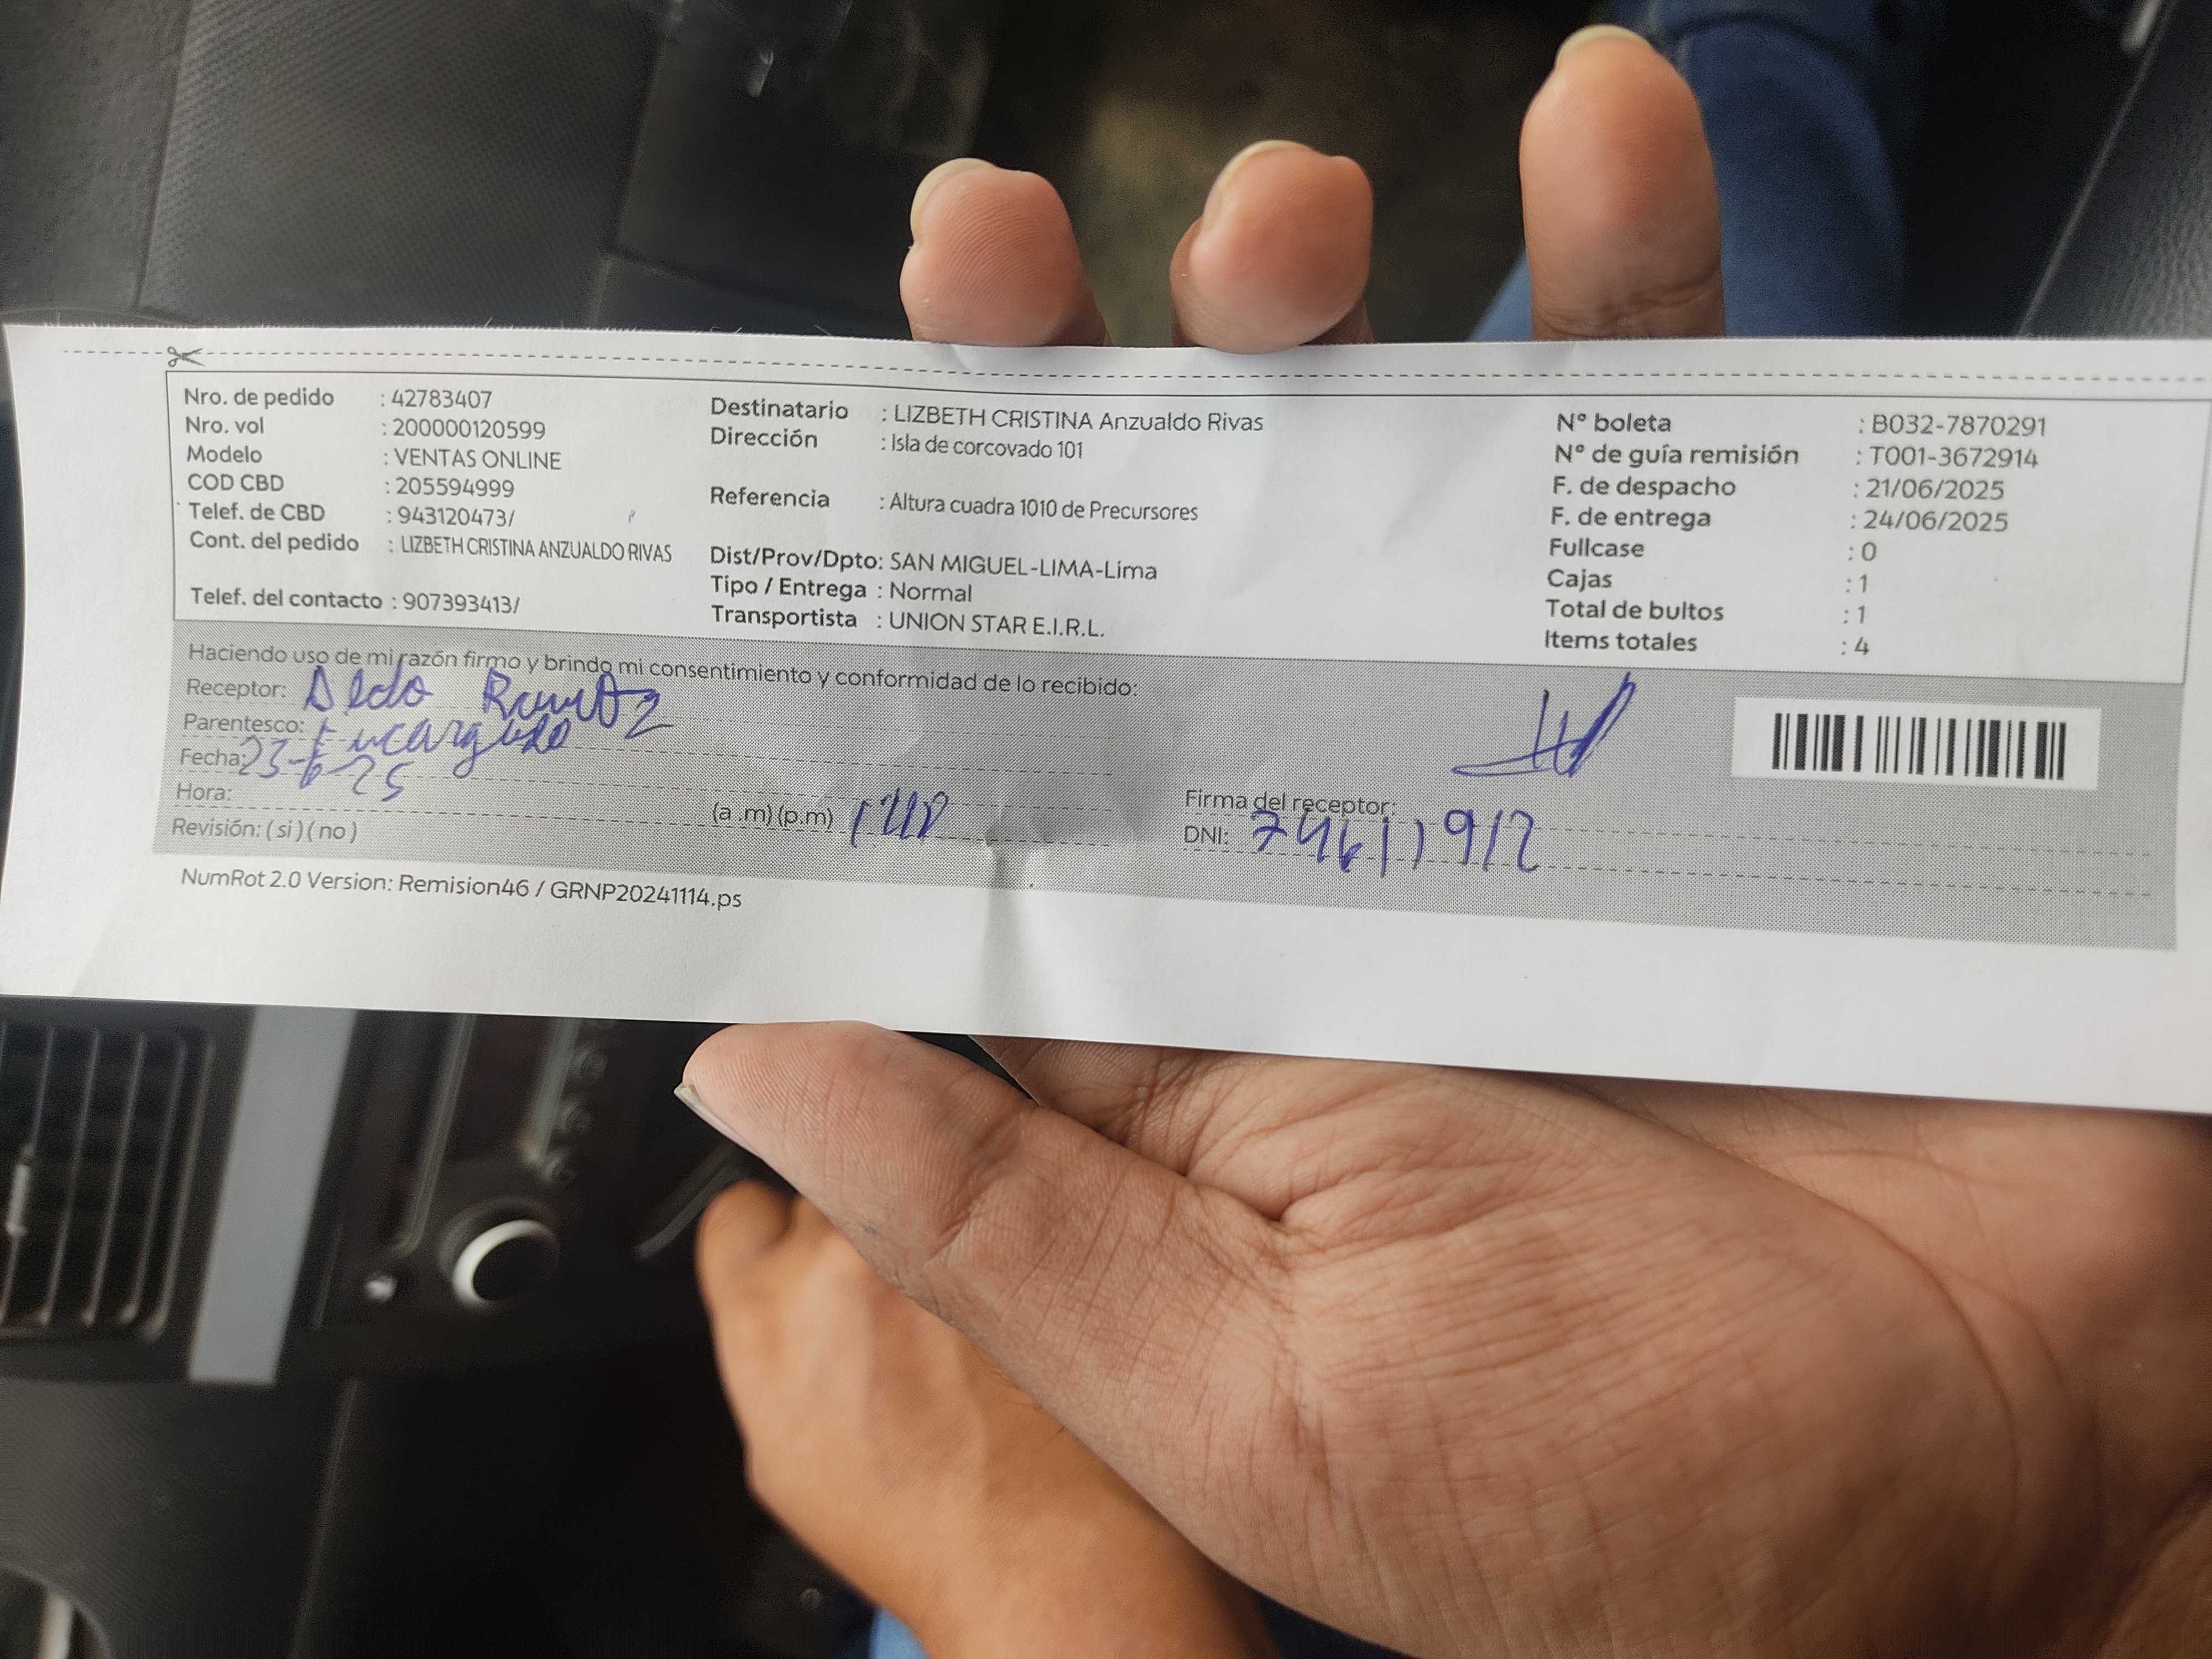 Nro. de pedido : 42783407
Nro. vol : 200000120599
Modelo : VENTAS ONLINE
COD CBD : 205594999
Telef. de CBD : 943120473/
Cont. del pedido : LIZBETH CRISTINA ANZUALDO RIVAS
Telef. del contacto : 907393413/
Destinatario : LIZBETH CRISTINA Anzualdo Rivas
Dirección : Isla de corcovado 101
Referencia : Altura cuadra 1010 de Precursores
Dist/Prov/Dpto: SAN MIGUEL-LIMA-Lima
Tipo / Entrega : Normal
Transportista : UNION STAR E.I.R.L.
N° boleta : B032-7870291
N° de guía remisión : T001-3672914
F. de despacho : 21/06/2025
F. de entrega : 24/06/2025
Fullcase : 0
Cajas : 1
Total de bultos : 1
Items totales : 4
Haciendo uso de mi razón firmo y brindo mi consentimiento y conformidad de lo recibido:
Receptor:
Parentesco: Encargado
Fecha: 23-6-25
Hora: (a .m) (p.m)
Revisión: ( si ) ( no )
Firma del receptor:
DNI: 74611912
NumRot 2.0 Version: Remision46 / GRNP20241114.ps